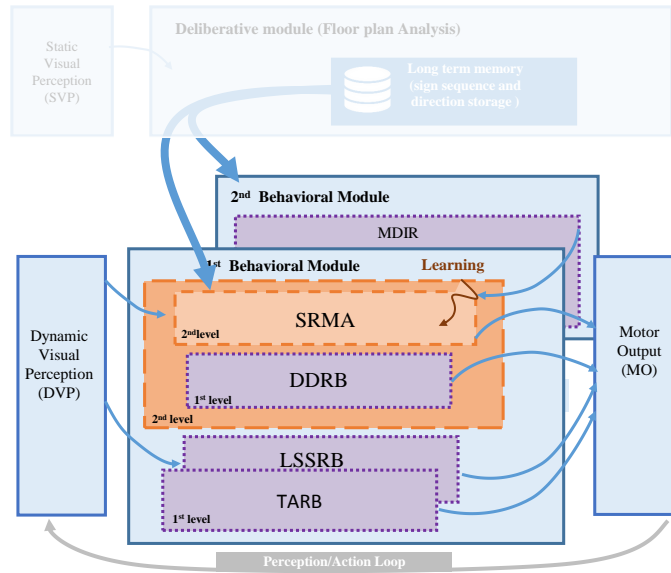 Deliberative module (Floor plan Analysis)
Static
Visual
Perception
(SVP)
Long term memory
(sign sequence and
direction storage )
2nd Behavioral Module
MDIR
1st Behavioral Module
Learning
SRMA
2nd level
DDRB
1st level
2nd level
LSSRB
TARB
1st level
Dynamic
Visual
Perception
(DVP)
Motor
Output
(MO)
Perception/Action Loop